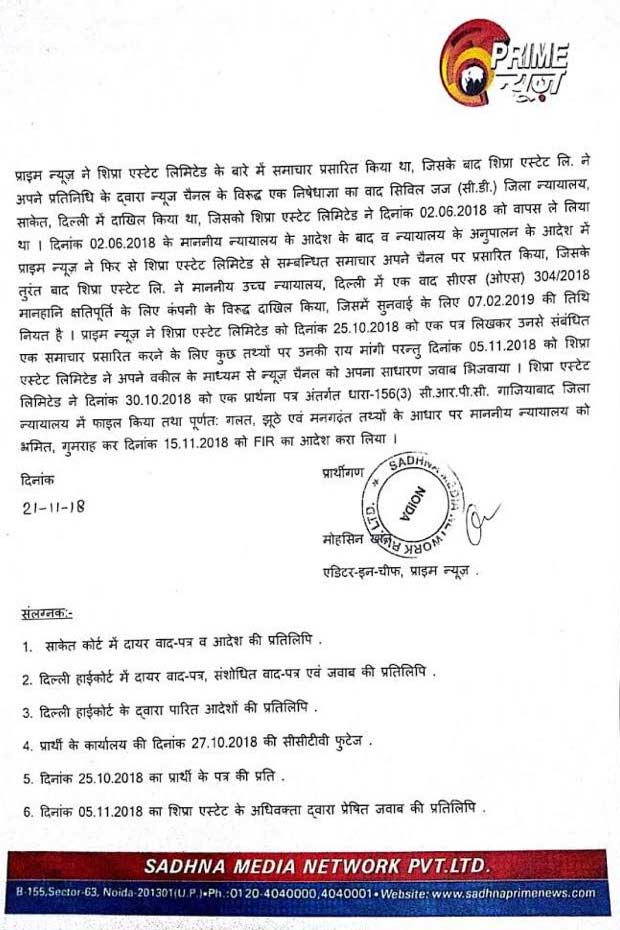 PRIME
न्यूज़
प्राइम न्यूज़ ने शिप्रा एस्टेट लिमिटेड के बारे में समाचार प्रसारित किया था, जिसके बाद शिप्रा एस्टेट लि. ने
अपने प्रतिनिधि के द्वारा न्यूज चैनल के विरुद्ध एक निषेधाज्ञा का वाद सिविल जज (सी.डी.) जिला न्यायालय,
साकेत, दिल्ली में दाखिल किया था, जिसको शिप्रा एस्टेट लिमिटेड ने दिनांक 02.06.2018 को वापस ले लिया
था । दिनांक 02.06.2018 के माननीय न्यायालय के आदेश के बाद व न्यायालय के अनुपालन के आदेश में
प्राइम न्यूज़ ने फिर से शिप्रा एस्टेट लिमिटेड से सम्बन्धित समाचार अपने चैनल पर प्रसारित किया, जिसके
तुरंत बाद शिप्रा एस्टेट लि. ने माननीय उच्च न्यायालय, दिल्ली में एक वाद सीएस (ओएस) 304/2018
मानहानि क्षतिपूर्ति के लिए कंपनी के विरुद्ध दाखिल किया, जिसमें सुनवाई के लिए 07.02.2019 की तिथि
नियत है । प्राइम न्यूज़ ने शिप्रा एस्टेट लिमिटेड को दिनांक 25.10.2018 को एक पत्र लिखकर उनसे संबंधित
एक समाचार प्रसारित करने के लिए कुछ तथ्यों पर उनकी राय मांगी परन्तु दिनांक 05.11.2018 को शिप्रा
एस्टेट लिमिटेड ने अपने वकील के माध्यम से न्यूज चैनल को अपना साधारण जवाब भिजवाया । शिप्रा एस्टेट
लिमिटेड ने दिनांक 30.10.2018 को एक प्रार्थना पत्र अंतर्गत धारा-156(3) सी.आर.पी.सी. गाजियाबाद जिला
न्यायालय में फाइल किया तथा पूर्णत: गलत, झूठे एवं मनगढ़ंत तथ्यों के आधार पर माननीय न्यायालय को
भ्रमित, गुमराह कर दिनांक 15.11.2018 को FIR का आदेश करा लिया ।
दिनांक
प्रार्थीगण
21-11-18
SADHNA MEDIA NETWORK PVT. LTD.
NOIDA
मोहसिन खान
एडिटर-इन-चीफ, प्राइम न्यूज़ .
संलग्नक:-
1. साकेत कोर्ट में दायर वाद-पत्र व आदेश की प्रतिलिपि .
2. दिल्ली हाईकोर्ट में दायर वाद-पत्र, संशोधित वाद-पत्र एवं जवाब की प्रतिलिपि .
3. दिल्ली हाईकोर्ट के द्वारा पारित आदेशों की प्रतिलिपि .
4. प्रार्थी के कार्यालय की दिनांक 27.10.2018 की सीसीटीवी फुटेज .
5. दिनांक 25.10.2018 का प्रार्थी के पत्र की प्रति .
6. दिनांक 05.11.2018 का शिप्रा एस्टेट के अधिवक्ता द्वारा प्रेषित जवाब की प्रतिलिपि .
SADHNA MEDIA NETWORK PVT.LTD.
B-155,Sector-63, Noida-201301(U.P.)•Ph.:0120-4040000,4040001•Website: www.sadhnaprimenews.com